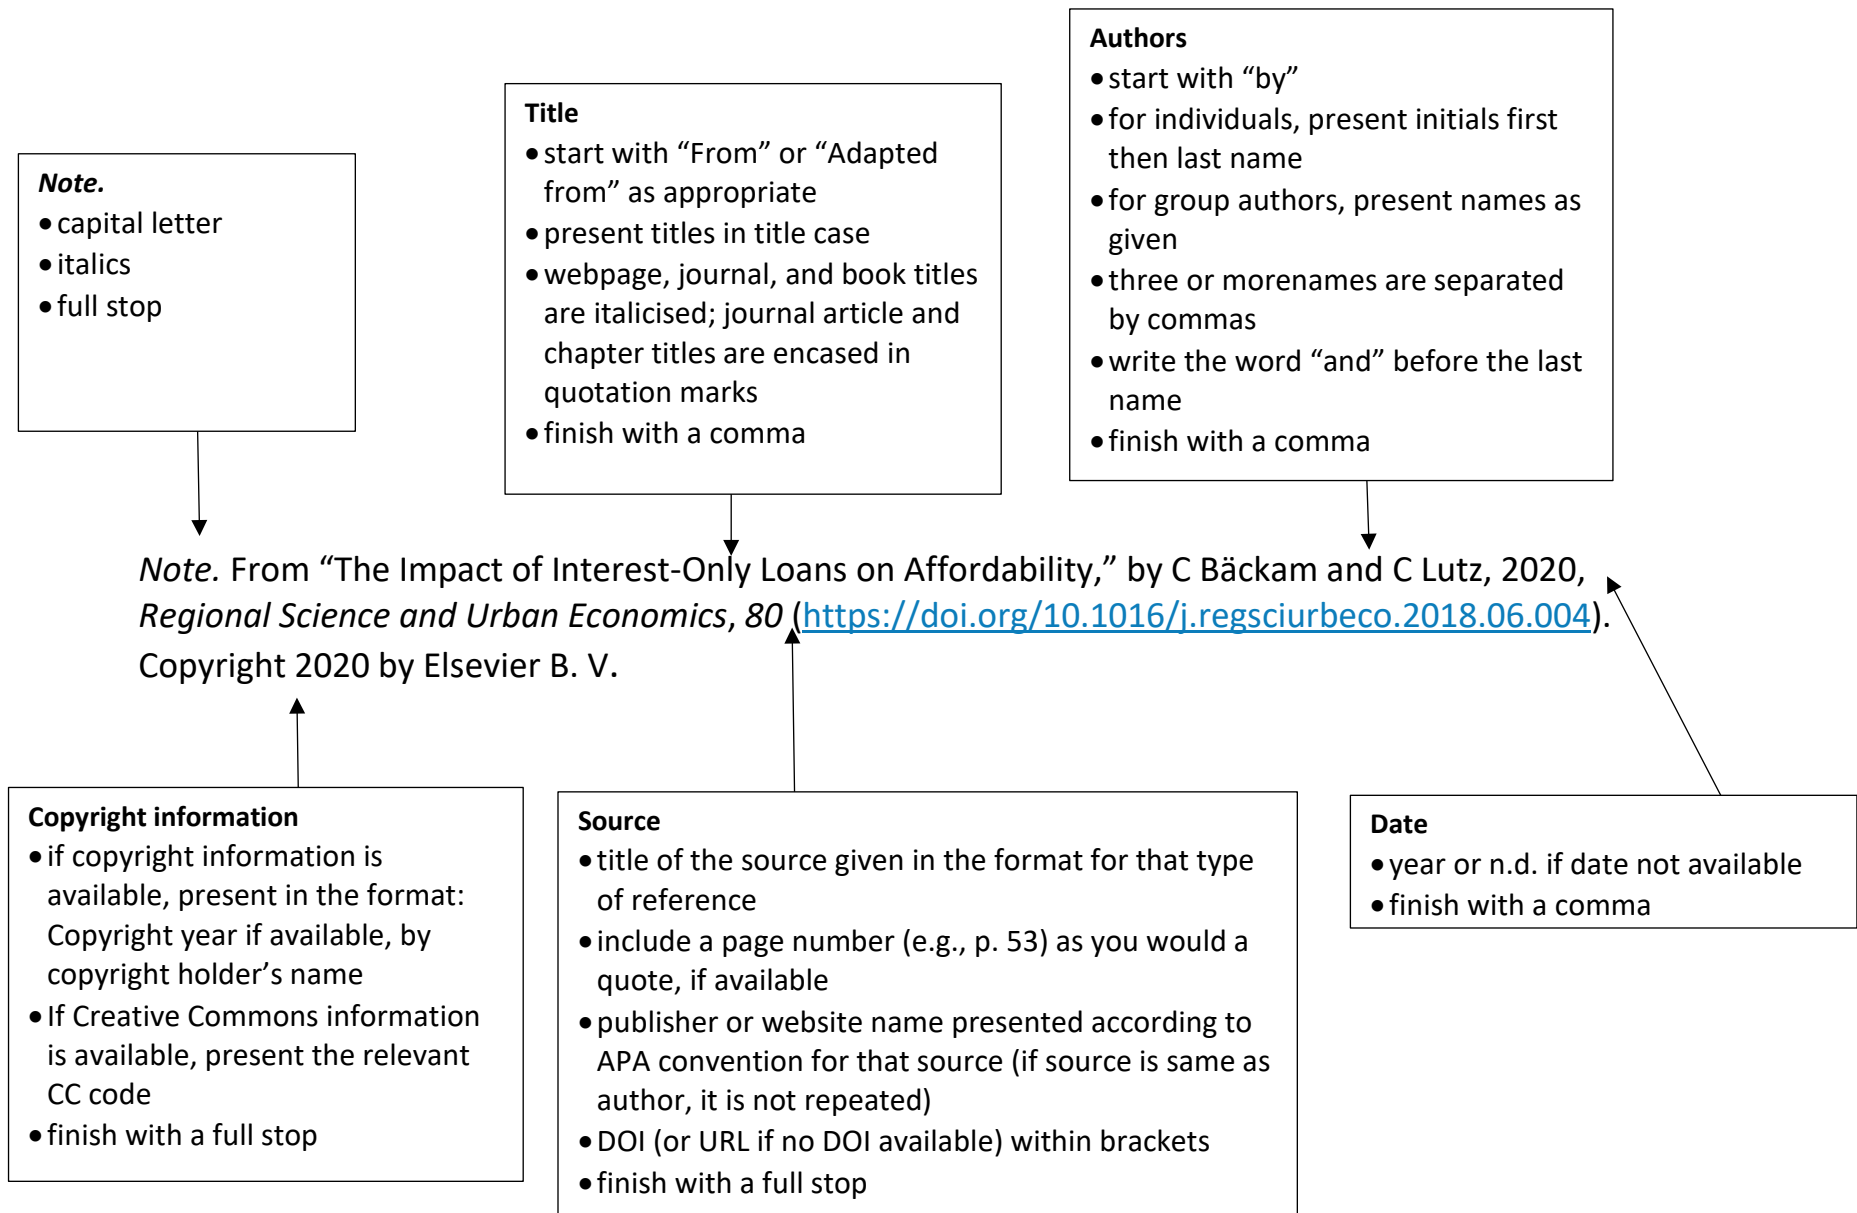 Note.
• capital letter
• italics
• full stop
Title
• start with “From” or “Adapted
from” as appropriate
• present titles in title case
• webpage, journal, and book titles
are italicised; journal article and
chapter titles are encased in
quotation marks
• finish with a comma
Authors
• start with “by”
• for individuals, present initials first
then last name
• for group authors, present names as
given
• three or morenames are separated
by commas
• write the word “and” before the last
name
• finish with a comma
Note. From “The Impact of Interest-Only Loans on Affordability,” by C Bäckam and C Lutz, 2020,
Regional Science and Urban Economics, 80 (https://doi.org/10.1016/j.regsciurbeco.2018.06.004).
Copyright 2020 by Elsevier B. V.
Copyright information
• if copyright information is
available, present in the format:
Copyright year if available, by
copyright holder’s name
• If Creative Commons information
is available, present the relevant
CC code
• finish with a full stop
Source
• title of the source given in the format for that type
of reference
• include a page number (e.g., p. 53) as you would a
quote, if available
• publisher or website name presented according to
APA convention for that source (if source is same as
author, it is not repeated)
• DOI (or URL if no DOI available) within brackets
• finish with a full stop
Date
• year or n.d. if date not available
• finish with a comma